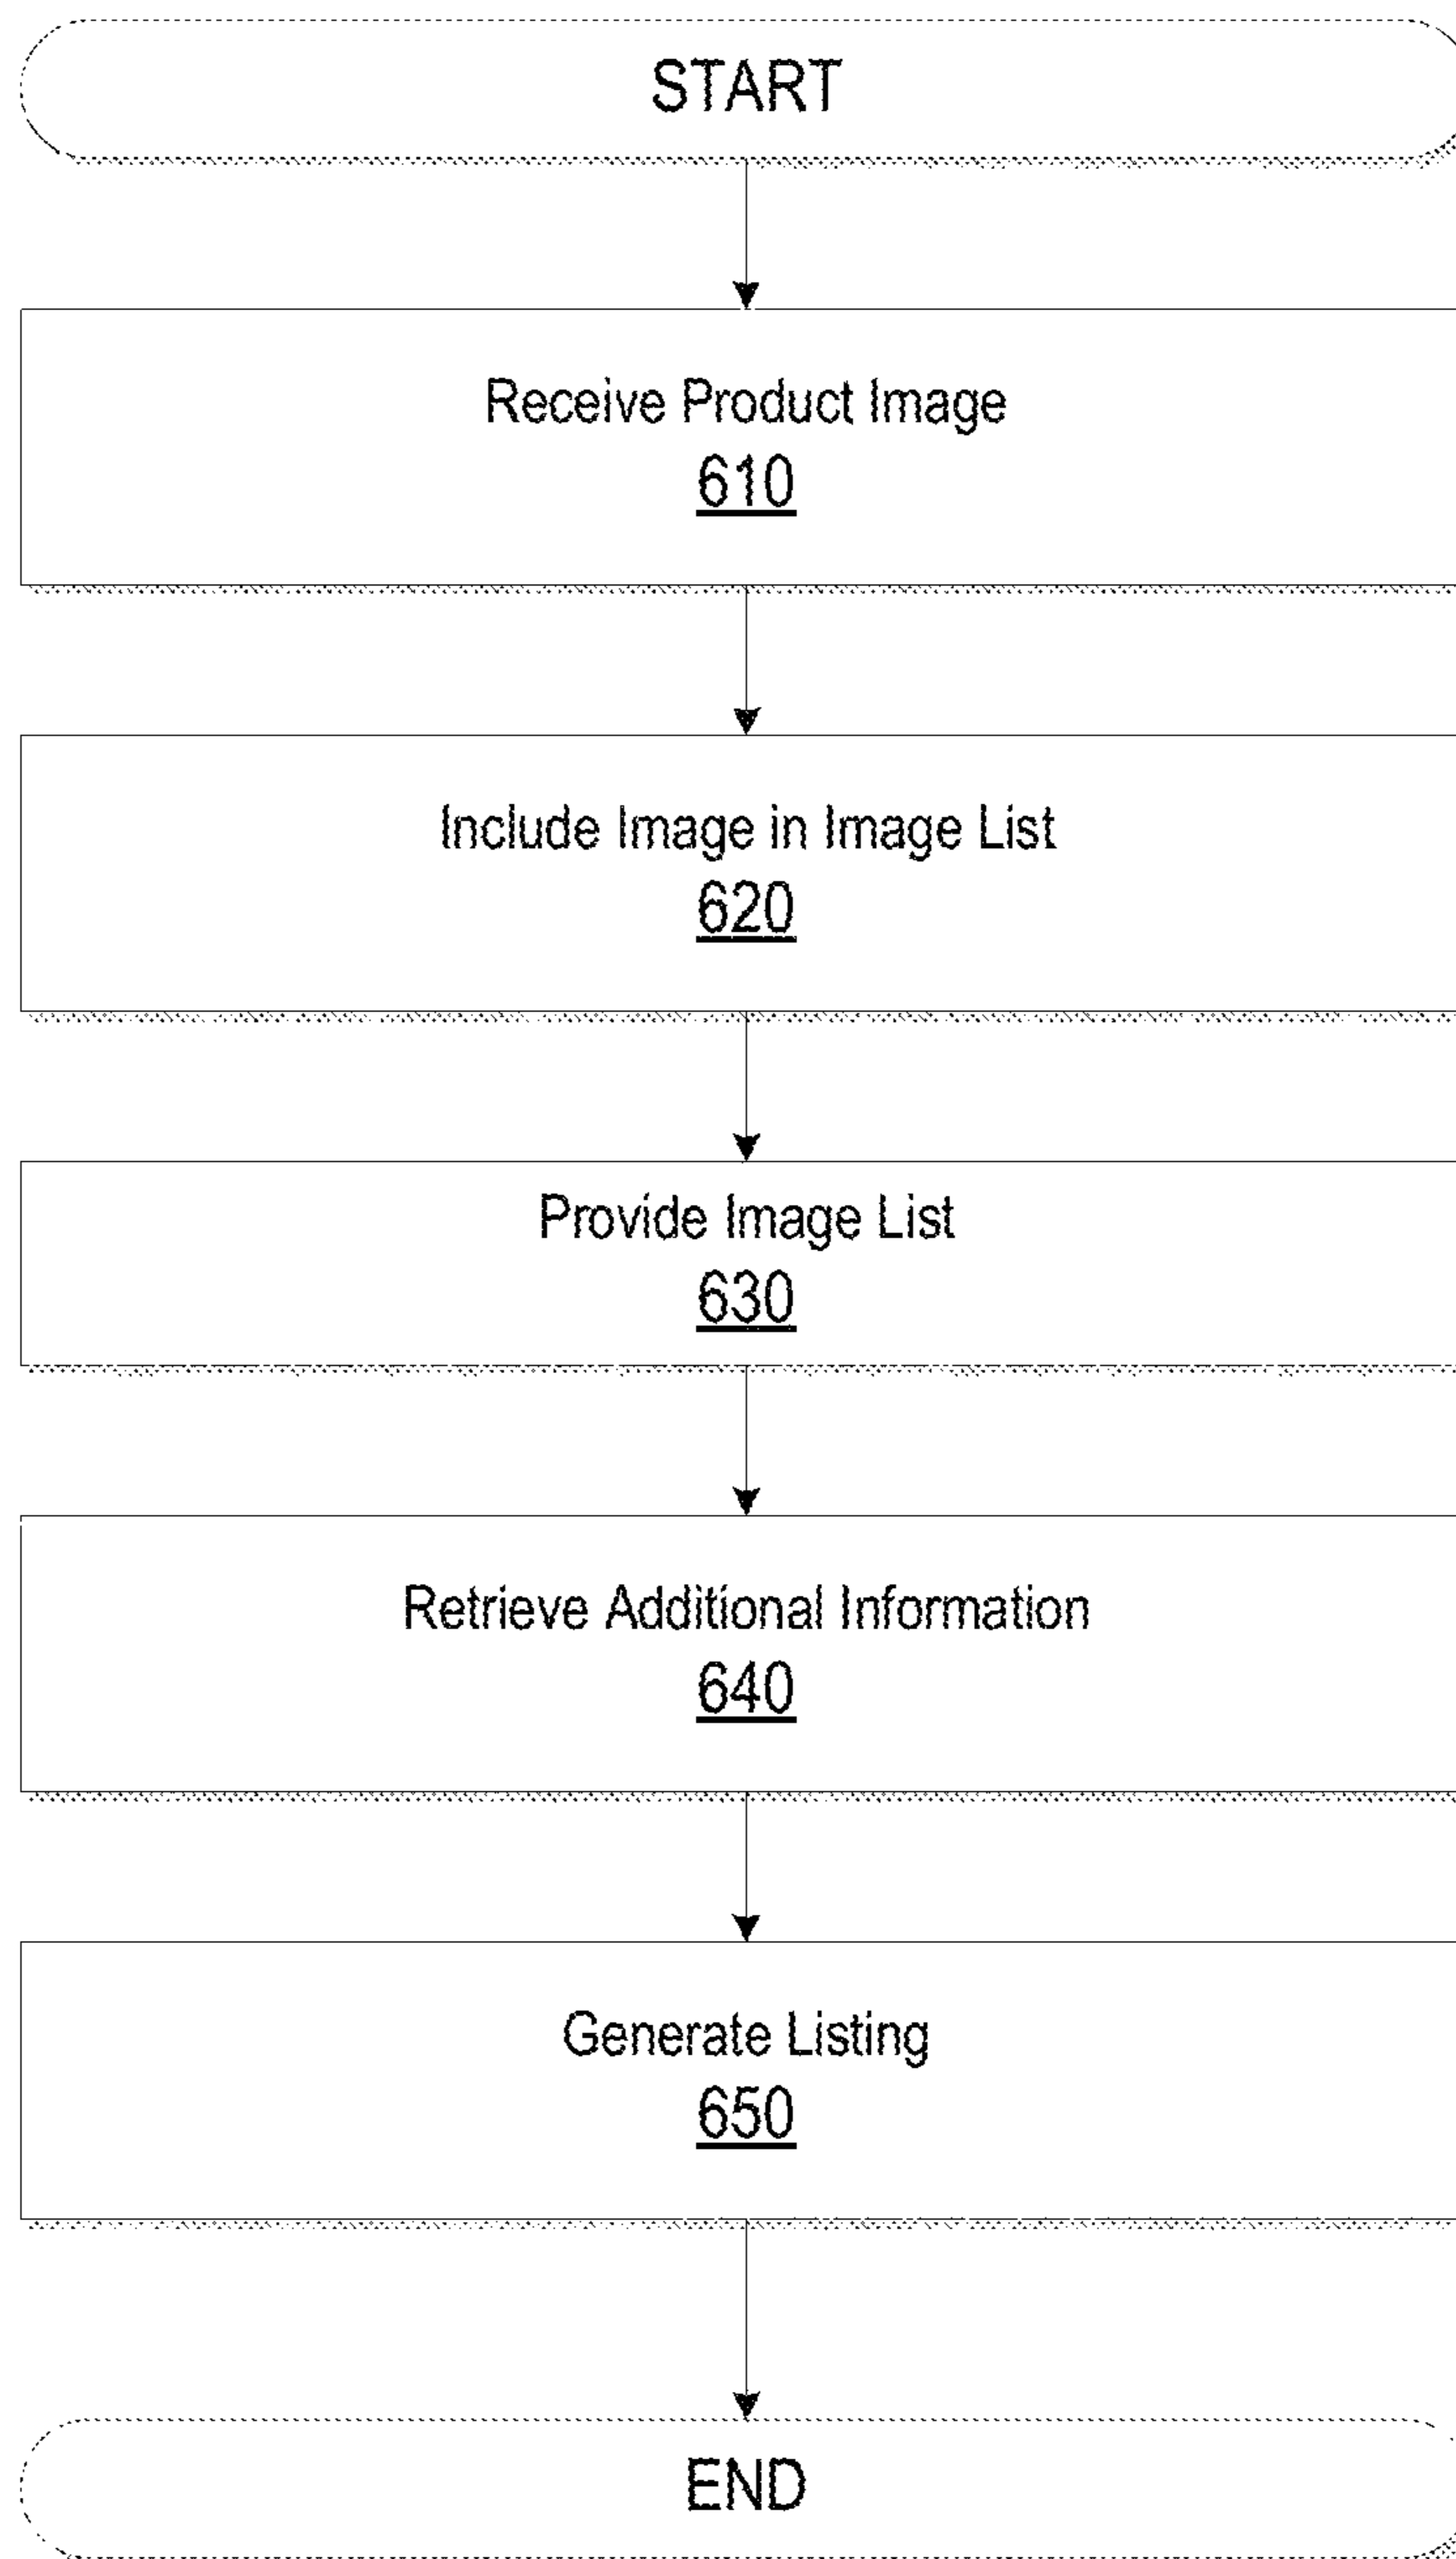 START
Receive Product Image
610
Include Image in Image List
620
Provide Image List
630
Retrieve Additional Information
640
Generate Listing
650
END